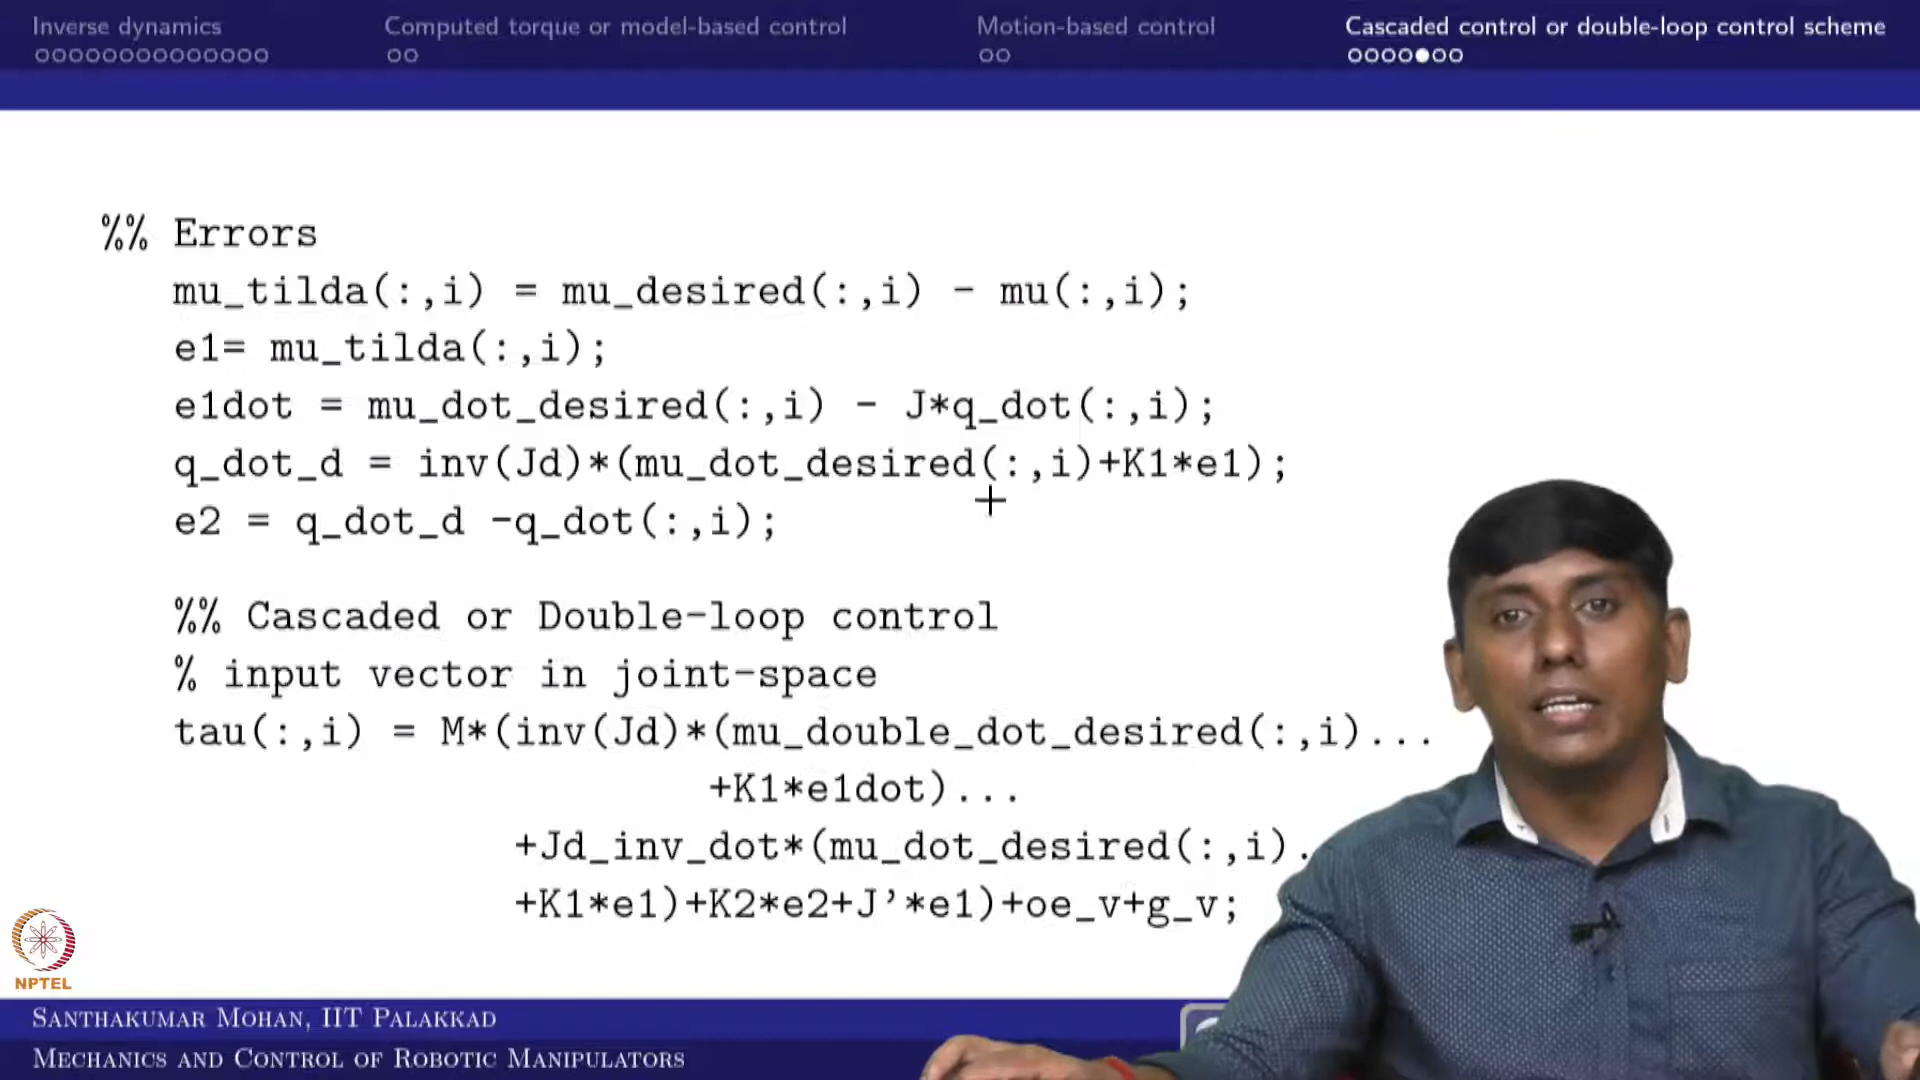 Inverse dynamics
Computed torque or model-based control
Motion-based control
Cascaded control or double-loop control scheme
%% Errors
mu_tilda(:,i) = mu_desired(:,i) - mu(:,i);
e1= mu_tilda(:,i);
e1dot = mu_dot_desired(:,i) - J*q_dot(:,i);
q_dot_d = inv(Jd)*(mu_dot_desired(:,i)+K1*e1);
e2 = q_dot_d -q_dot(:,i);
%% Cascaded or Double-loop control
% input vector in joint-space
tau(:,i) = M*(inv(Jd)*(mu_double_dot_desired(:,i)...
+K1*e1dot)...
+Jd_inv_dot*(mu_dot_desired(:,i).
+K1*e1)+K2*e2+J’*e1)+oe_v+g_v;
NPTEL
SANTHAKUMAR MOHAN, IIT PALAKKAD
MECHANICS AND CONTROL OF ROBOTIC MANIPULATORS